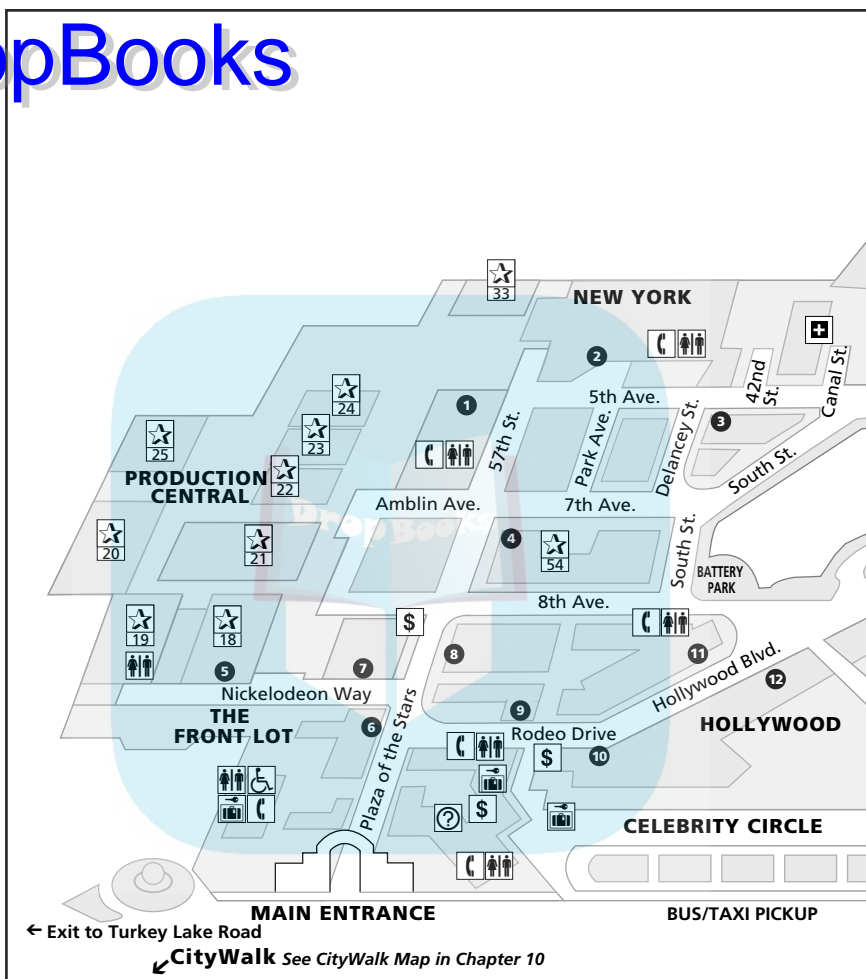 opBooks
33
NEW YORK
2
24
1
5th Ave.
42nd St.
Canal St.
25
23
57th St.
Park Ave.
Delancey St.
3
PRODUCTION
CENTRAL
22
South St.
Amblin Ave.
7th Ave.
DropBooks
20
21
4
54
South St.
BATTERY
PARK
8th Ave.
19
18
$
5
7
8
11
Hollywood Blvd.
12
Nickelodeon Way
THE
FRONT LOT
6
Plaza of the Stars
9
Rodeo Drive
HOLLYWOOD
$
10
?
$
CELEBRITY CIRCLE
MAIN ENTRANCE
BUS/TAXI PICKUP
← Exit to Turkey Lake Road
↙ CityWalk See CityWalk Map in Chapter 10